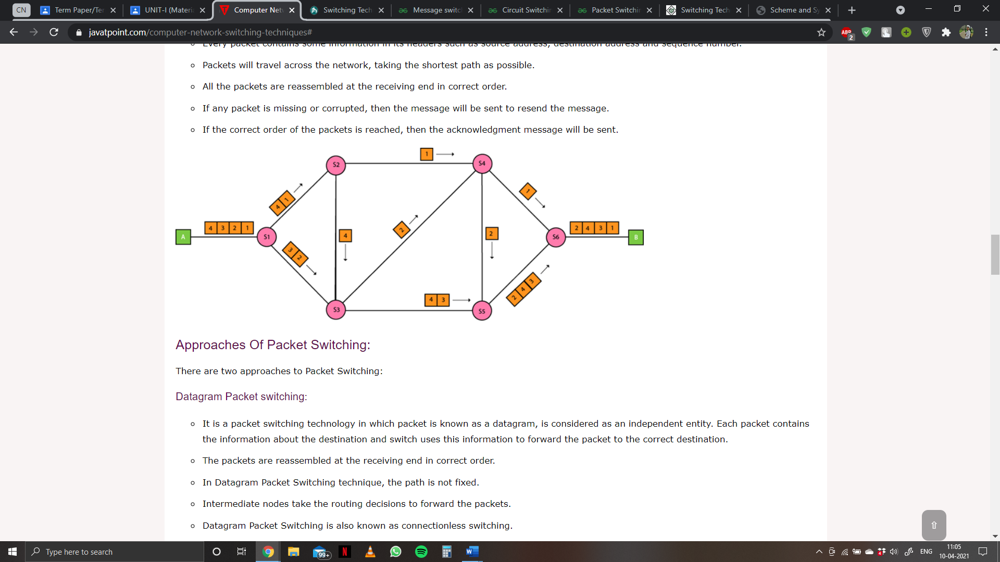 CN
Term Paper/Ter
UNIT-I (Materi
Computer Net
Switching Tech
Message switc
Circuit Switchin
Packet Switchin
Switching Tech
Scheme and Sy
javatpoint.com/computer-network-switching-techniques#
ABP
2
Every packet contains some information in its headers such as source address, destination address and sequence number.
Packets will travel across the network, taking the shortest path as possible.
All the packets are reassembled at the receiving end in correct order.
If any packet is missing or corrupted, then the message will be sent to resend the message.
If the correct order of the packets is reached, then the acknowledgment message will be sent.
1
S2
S4
4 1
1
4 3 2 1
2 4 3 1
A
S1
4
2
2
S6
B
3 2
2 4 3
4 3
S3
S5
Approaches Of Packet Switching:
There are two approaches to Packet Switching:
Datagram Packet switching:
It is a packet switching technology in which packet is known as a datagram, is considered as an independent entity. Each packet contains
the information about the destination and switch uses this information to forward the packet to the correct destination.
The packets are reassembled at the receiving end in correct order.
In Datagram Packet Switching technique, the path is not fixed.
Intermediate nodes take the routing decisions to forward the packets.
Datagram Packet Switching is also known as connectionless switching.
Type here to search
99+
N
W
ENG
11:05
10-04-2021